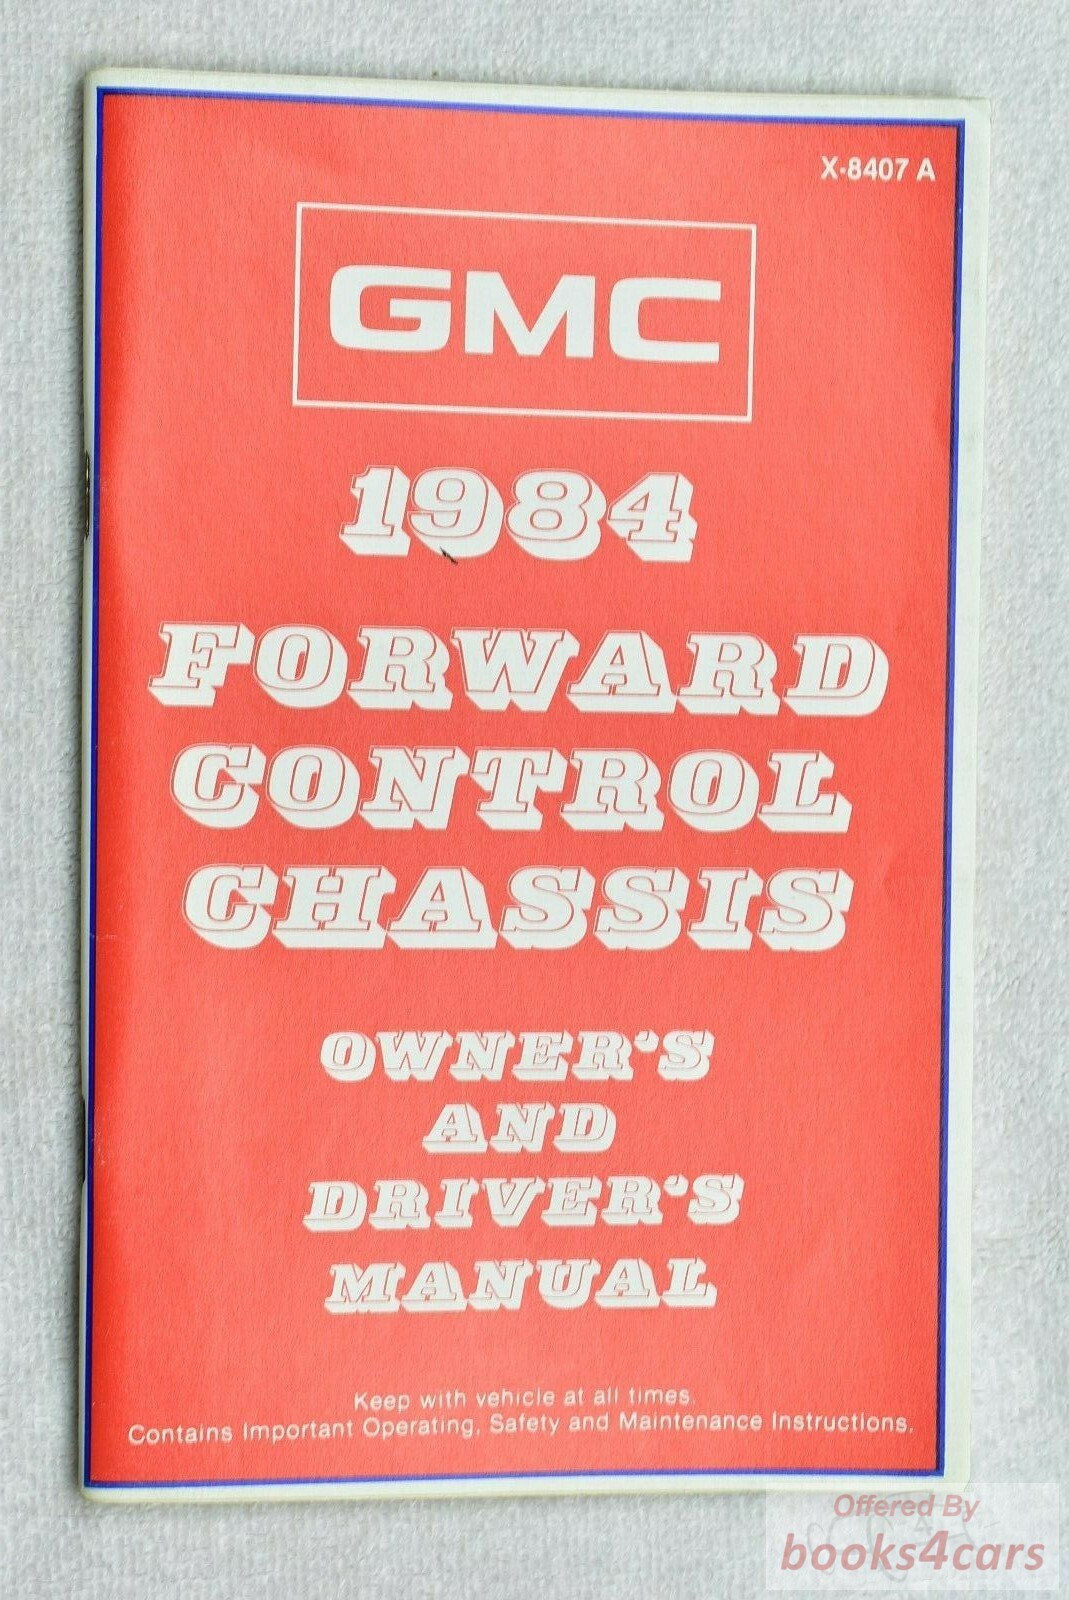 X-8407 A
GMC
1984
FORWARD
CONTROL
CHASSIS
OWNER'S
AND
DRIVER'S
MANUAL
Keep with vehicle at all times.
Contains Important Operating, Safety and Maintenance Instructions.
Offered By
books4cars